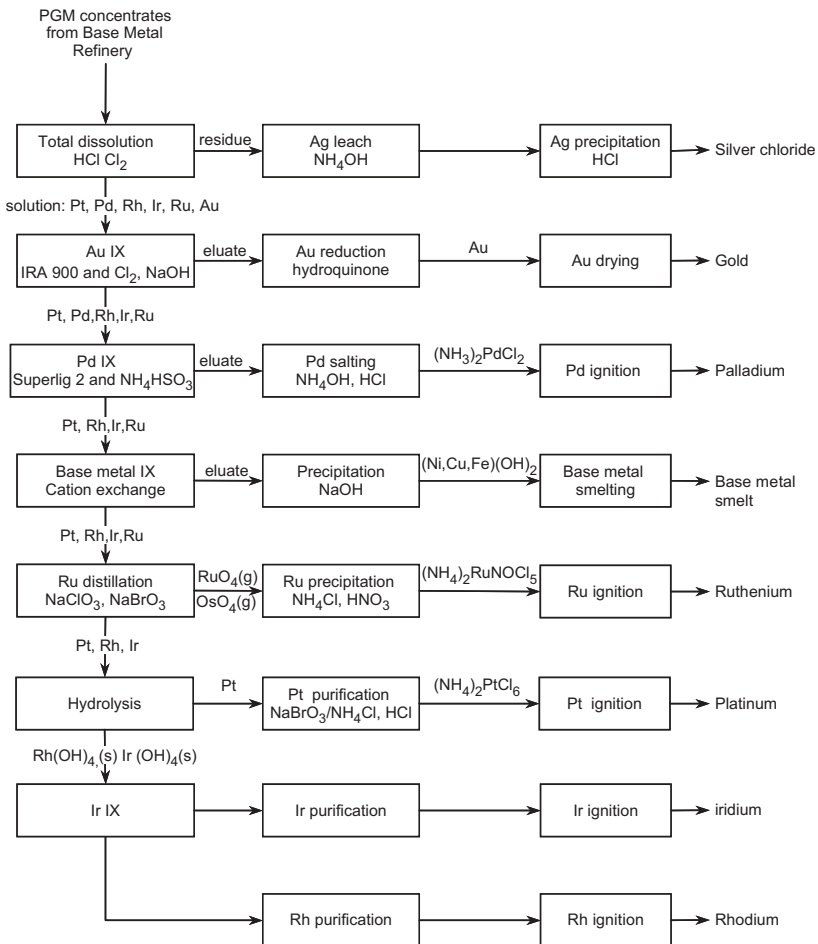 PGM concentrates
from Base Metal
Refinery
Total dissolution
HCl Cl₂
residue
Ag leach
NH₄OH
Ag precipitation
HCl
Silver chloride
solution: Pt, Pd, Rh, Ir, Ru, Au
Au IX
IRA 900 and Cl₂, NaOH
eluate
Au reduction
hydroquinone
Au
Au drying
Gold
Pt, Pd,Rh,Ir,Ru
Pd IX
Superlig 2 and NH₄HSO₃
eluate
Pd salting
NH₄OH, HCl
(NH₃)₂PdCl₂
Pd ignition
Palladium
Pt, Rh,Ir,Ru
Base metal IX
Cation exchange
eluate
Precipitation
NaOH
(Ni,Cu,Fe)(OH)₂
Base metal
smelting
Base metal
smelt
Pt, Rh,Ir,Ru
Ru distillation
NaClO₃, NaBrO₃
RuO₄(g)
OsO₄(g)
Ru precipitation
NH₄Cl, HNO₃
(NH₄)₂RuNOCl₅
Ru ignition
Ruthenium
Pt, Rh, Ir
Hydrolysis
Pt
Pt purification
NaBrO₃/NH₄Cl, HCl
(NH₄)₂PtCl₆
Pt ignition
Platinum
Rh(OH)₄,(s) Ir (OH)₄(s)
Ir IX
Ir purification
Ir ignition
iridium
Rh purification
Rh ignition
Rhodium